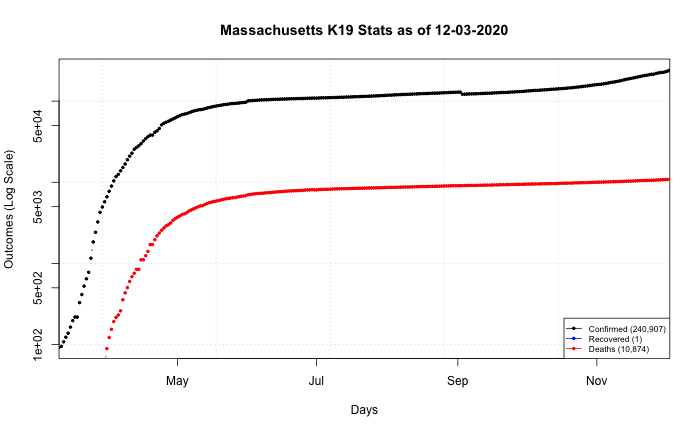 Massachusetts K19 Stats as of 12-03-2020
Outcomes (Log Scale)
5e+04
5e+03
5e+02
1e+02
Confirmed (240,907)
Recovered (1)
Deaths (10,874)
May
Jul
Sep
Nov
Days